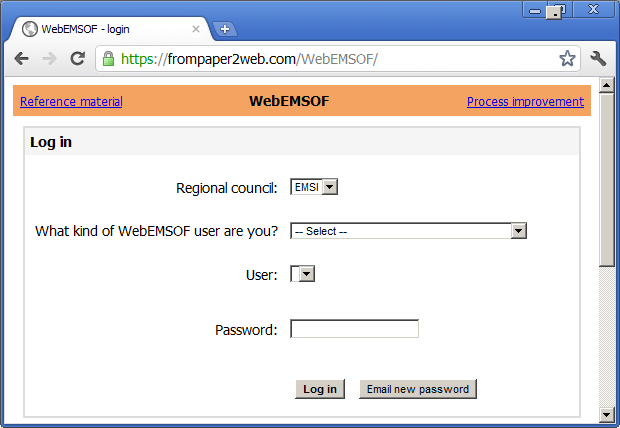 WebEMSOF - login
https://frompaper2web.com/WebEMSOF/
Reference material WebEMSOF Process improvement
Log in
Regional council: EMSI
What kind of WebEMSOF user are you? -- Select --
User:
Password:
Log in Email new password